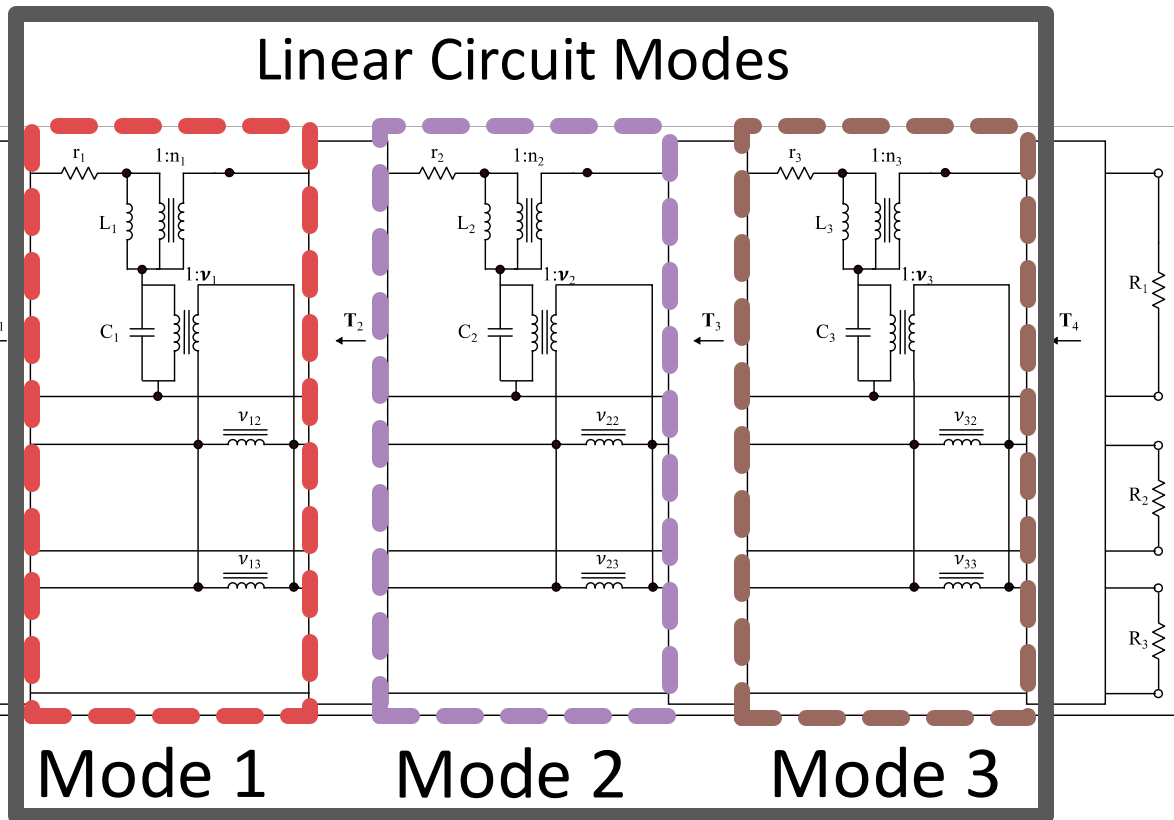 Linear Circuit Modes
r₁ 1:n₁ r₂ 1:n₂ r₃ 1:n₃
L₁ L₂ L₃
1:ν₁ 1:ν₂ 1:ν₃
R₁
C₁ T₂ C₂ T₃ C₃ T₄
ν₁₂ ν₂₂ ν₃₂
R₂
ν₁₃ ν₂₃ ν₃₃
R₃
Mode 1 Mode 2 Mode 3